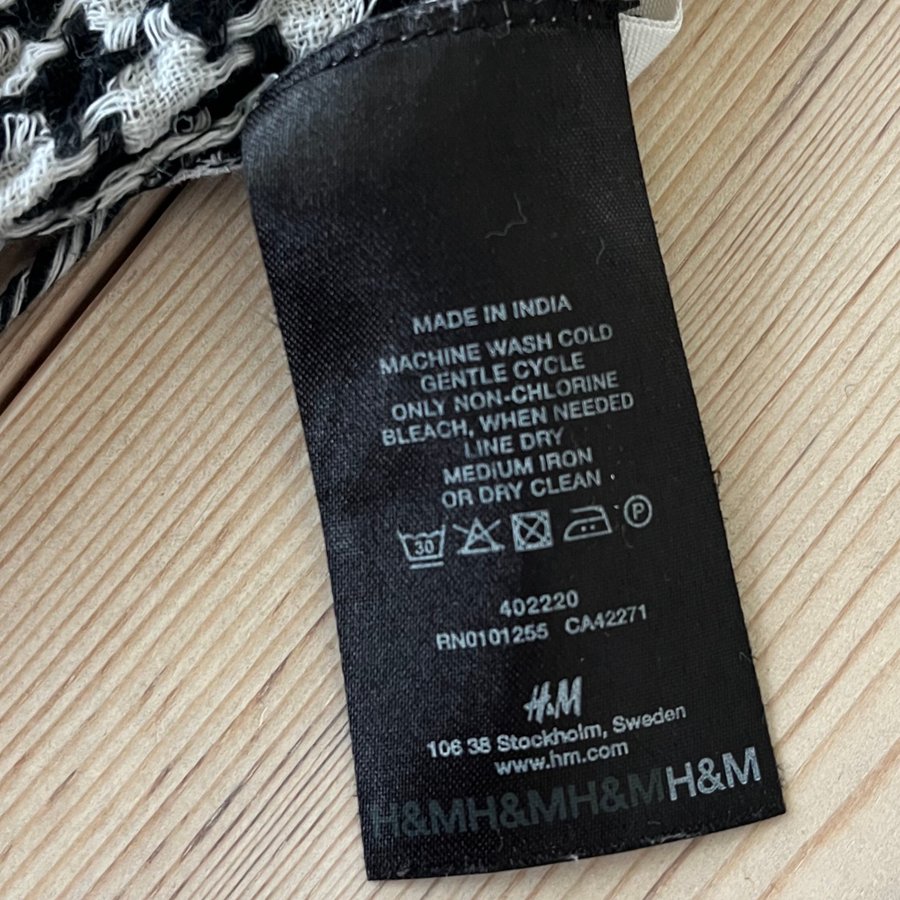 MADE IN INDIA
MACHINE WASH COLD
GENTLE CYCLE
ONLY NON-CHLORINE
BLEACH, WHEN NEEDED
LINE DRY
MEDIUM IRON
OR DRY CLEAN
30 P
402220
RN0101255 CA42271
H&M
106 38 Stockholm, Sweden
www.hm.com
H&MH&MH&MH&M